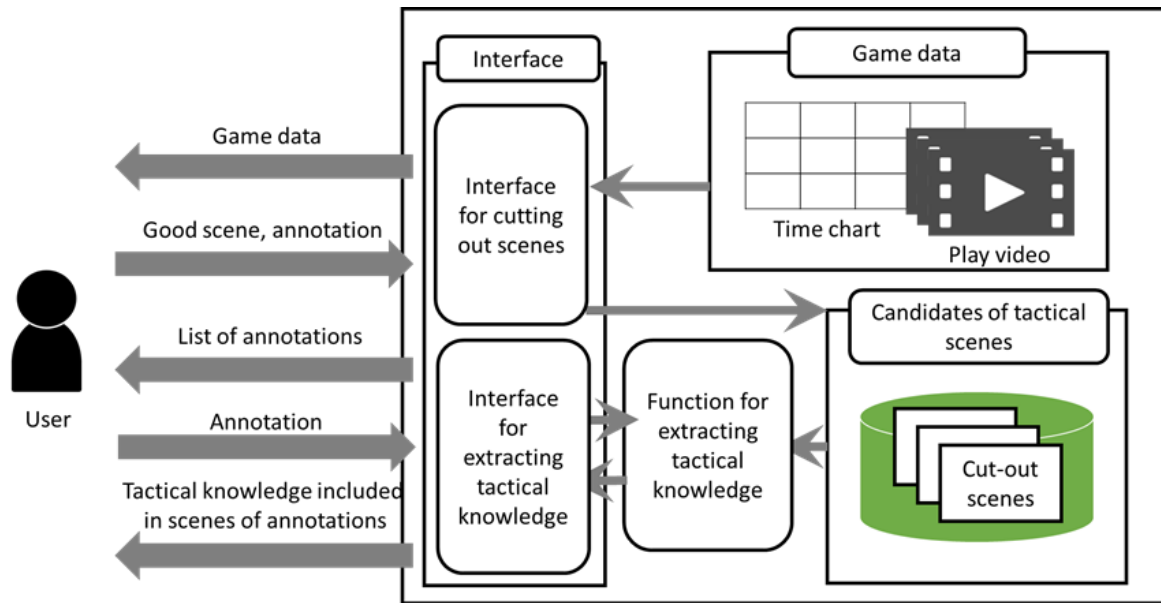 Interface
Game data
Game data
Interface
for cutting
out scenes
Good scene, annotation
Time chart
Play video
Candidates of tactical
scenes
List of annotations
User
Annotation
Interface
for
extracting
tactical
knowledge
Function for
extracting
tactical
knowledge
Cut-out
scenes
Tactical knowledge included
in scenes of annotations